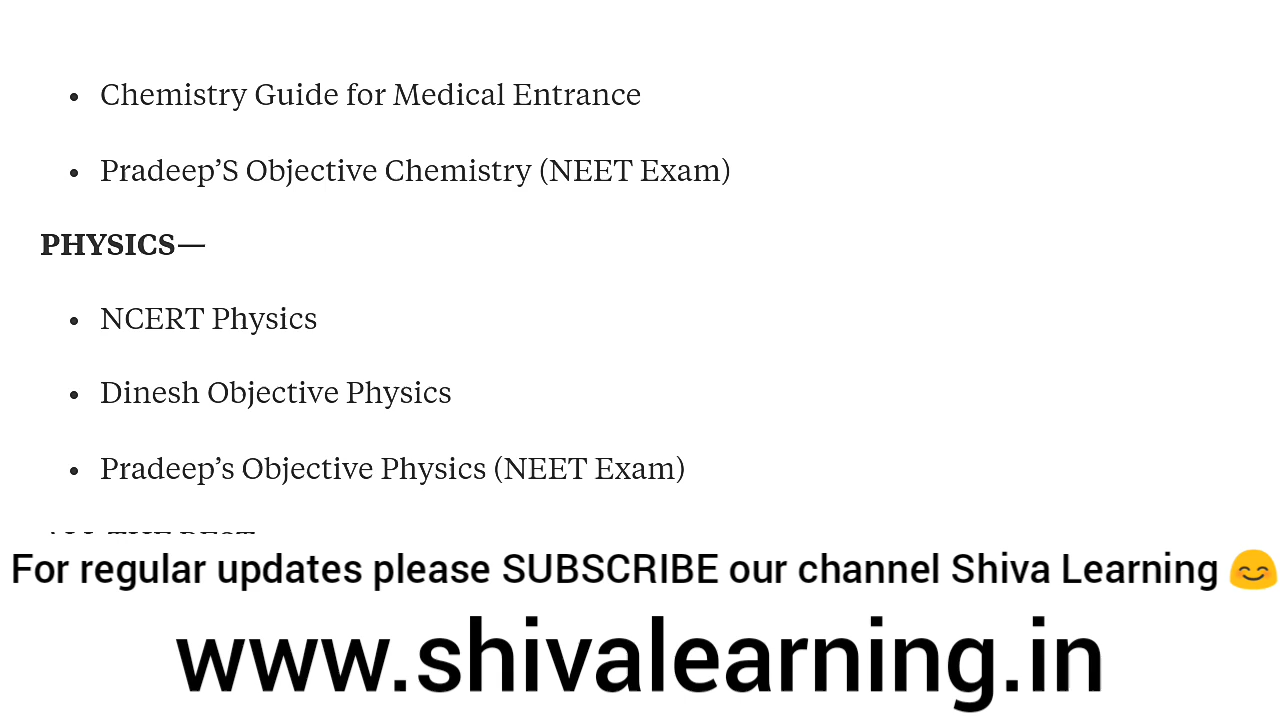 • Chemistry Guide for Medical Entrance
• Pradeep’S Objective Chemistry (NEET Exam)
PHYSICS—
• NCERT Physics
• Dinesh Objective Physics
• Pradeep’s Objective Physics (NEET Exam)
For regular updates please SUBSCRIBE our channel Shiva Learning 😊
www.shivalearning.in